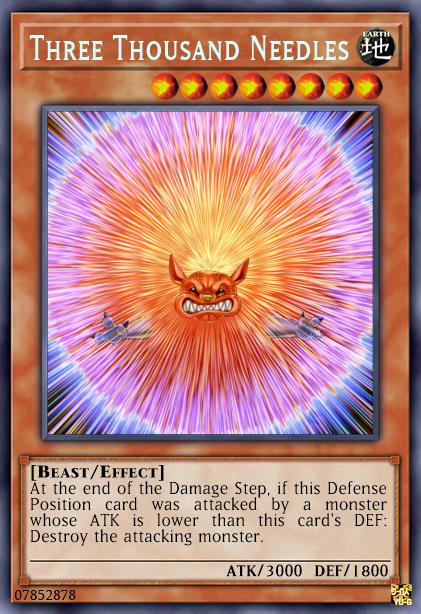 THREE THOUSAND NEEDLES
EARTH
地
[BEAST/EFFECT]
At the end of the Damage Step, if this Defense
Position card was attacked by a monster
whose ATK is lower than this card's DEF:
Destroy the attacking monster.
ATK/3000 DEF/1800
07852878